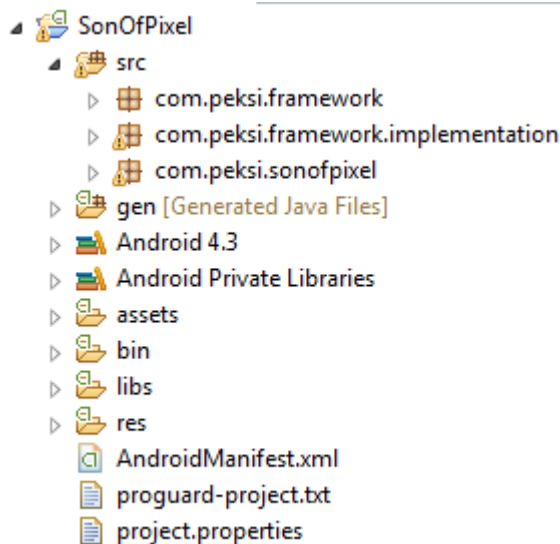 SonOfPixel
src
com.peksi.framework
com.peksi.framework.implementation
com.peksi.sonofpixel
gen [Generated Java Files]
Android 4.3
Android Private Libraries
assets
bin
libs
res
AndroidManifest.xml
proguard-project.txt
project.properties